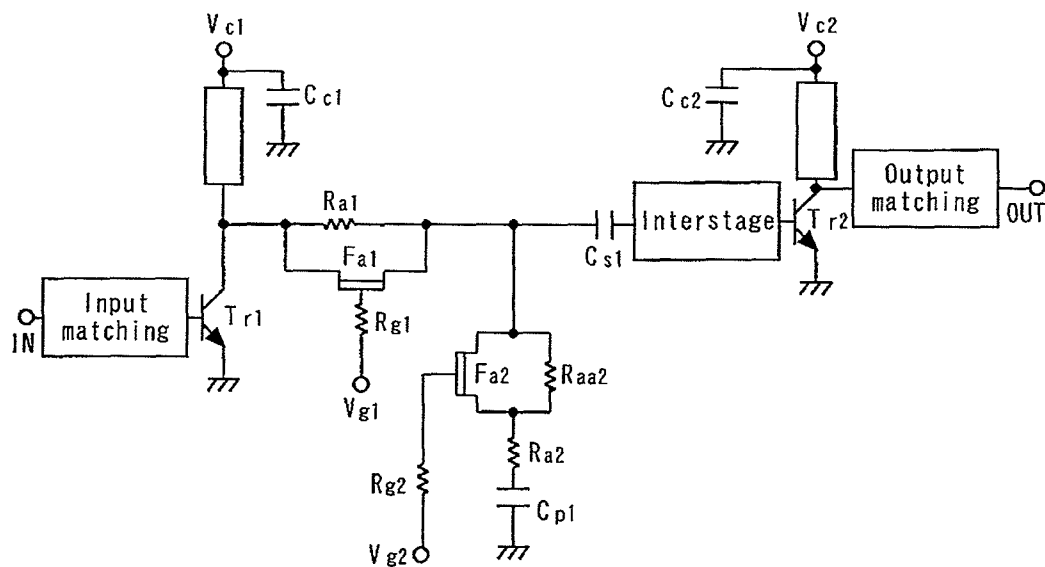 Vc1
Vc2
Cc1
Cc2
Ra1
Fa1
Rg1
Vg1
Cs1
Interstage
Tr2
Output
matching
OUT
Input
matching
IN
Tr1
Fa2
Raa2
Ra2
Rg2
Cp1
Vg2